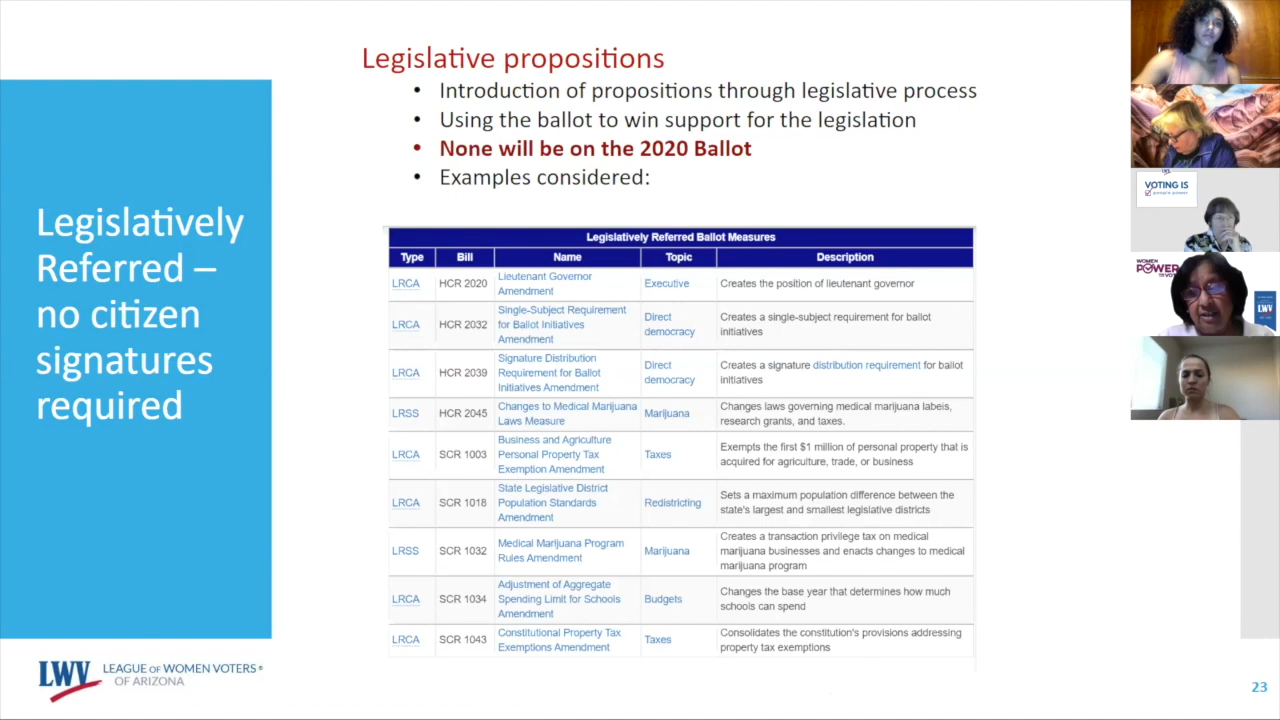 Legislatively
Referred –
no citizen
signatures
required
Legislative propositions
• Introduction of propositions through legislative process
• Using the ballot to win support for the legislation
• None will be on the 2020 Ballot
• Examples considered:
Legislatively Referred Ballot Measures
Type Bill Name Topic Description
LRCA HCR 2020 Lieutenant Governor Amendment Executive Creates the position of lieutenant governor
LRCA HCR 2032 Single-Subject Requirement for Ballot Initiatives Amendment Direct democracy Creates a single-subject requirement for ballot initiatives
LRCA HCR 2039 Signature Distribution Requirement for Ballot Initiatives Amendment Direct democracy Creates a signature distribution requirement for ballot initiatives
LRSS HCR 2045 Changes to Medical Marijuana Laws Measure Marijuana Changes laws governing medical marijuana labels, research grants, and taxes.
LRCA SCR 1003 Business and Agriculture Personal Property Tax Exemption Amendment Taxes Exempts the first $1 million of personal property that is acquired for agriculture, trade, or business
LRCA SCR 1018 State Legislative District Population Standards Amendment Redistricting Sets a maximum population difference between the state's largest and smallest legislative districts
LRSS SCR 1032 Medical Marijuana Program Rules Amendment Marijuana Creates a transaction privilege tax on medical marijuana businesses and enacts changes to medical marijuana program
LRCA SCR 1034 Adjustment of Aggregate Spending Limit for Schools Amendment Budgets Changes the base year that determines how much schools can spend
LRCA SCR 1043 Constitutional Property Tax Exemptions Amendment Taxes Consolidates the constitution's provisions addressing property tax exemptions
LWV LEAGUE OF WOMEN VOTERS®
OF ARIZONA
23
VOTING IS
people power
WOMEN
POWER
LWV